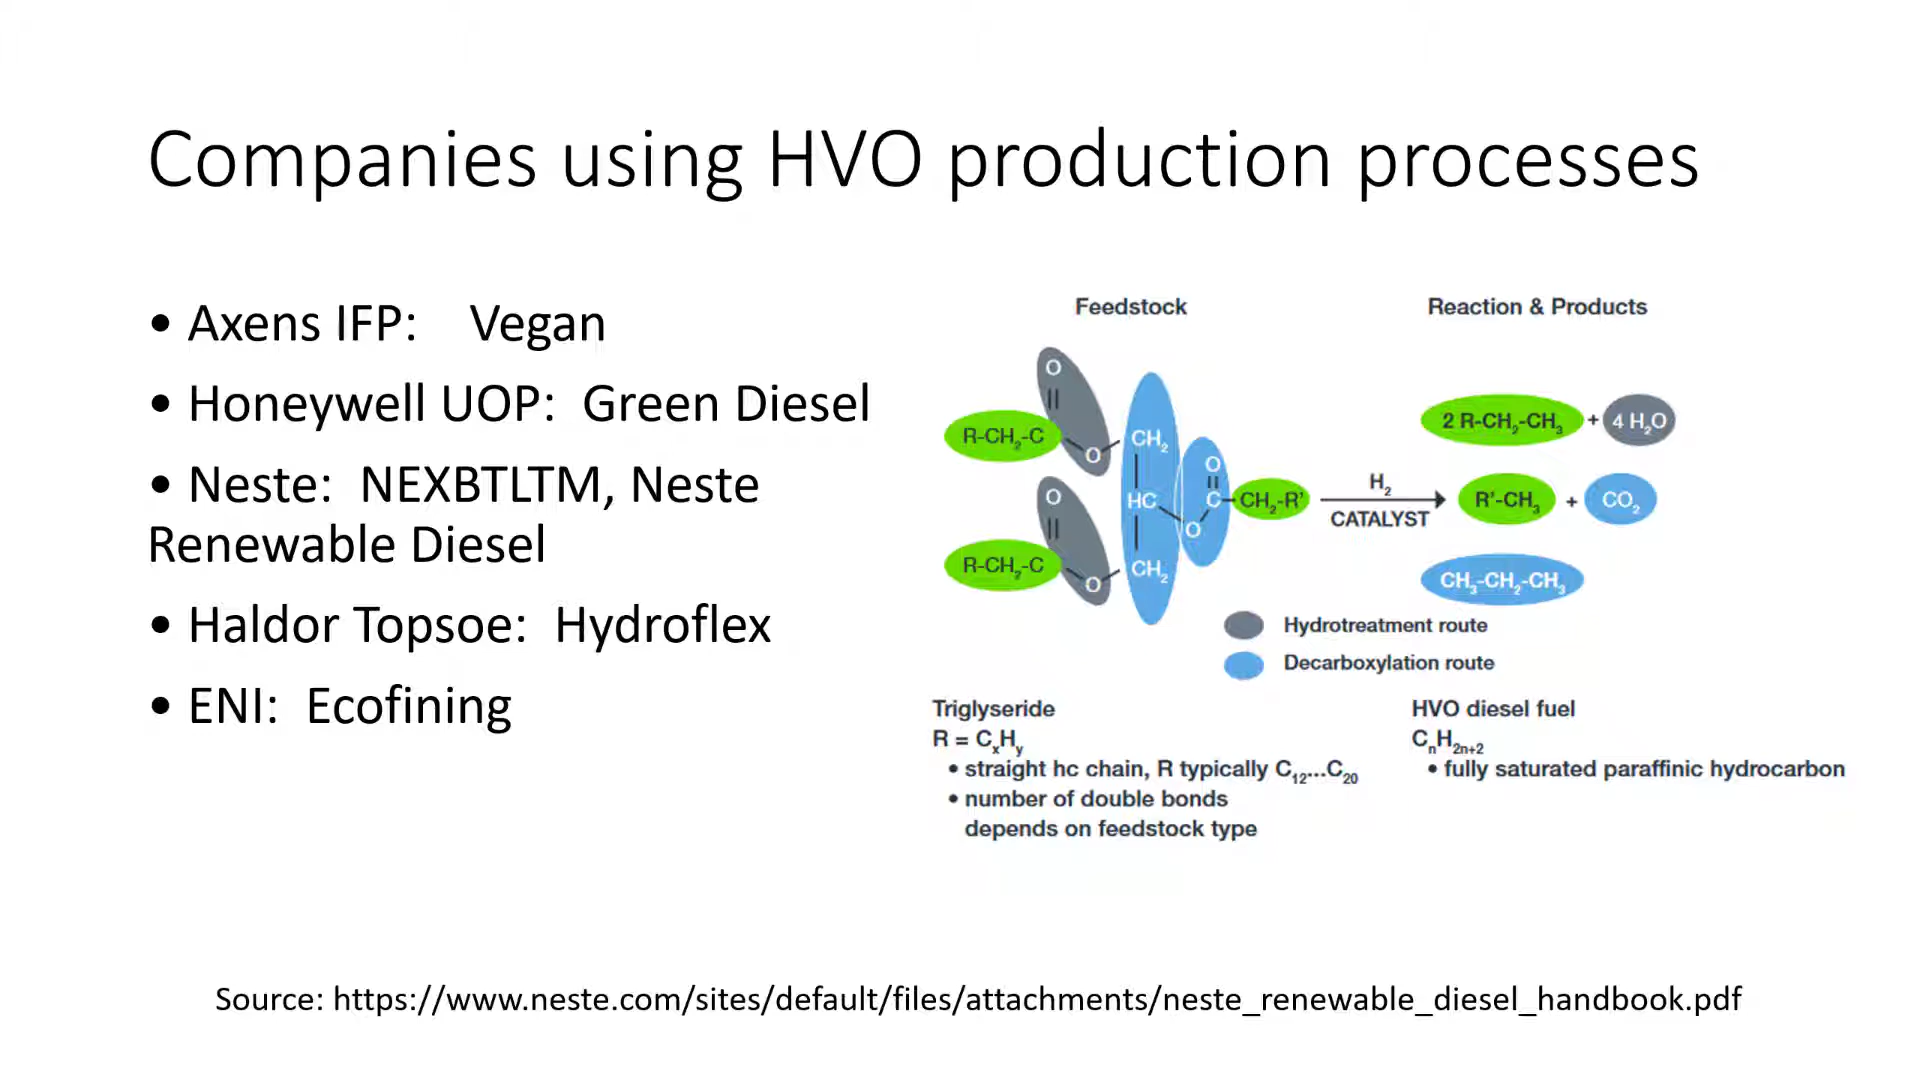 Companies using HVO production processes
• Axens IFP: Vegan
• Honeywell UOP: Green Diesel
• Neste: NEXBTLTM, Neste
Renewable Diesel
• Haldor Topsoe: Hydroflex
• ENI: Ecofining
Feedstock
O
R-CH₂-C
O
CH₂
O
HC
C
CH₂-R'
O
O
R-CH₂-C
O
CH₂
H₂
CATALYST
Reaction & Products
2 R-CH₂-CH₃ + 4 H₂O
R'-CH₃ + CO₂
CH₃-CH₂-CH₃
Hydrotreatment route
Decarboxylation route
Triglyseride
R = CₓHᵧ
• straight hc chain, R typically C₁₂...C₂₀
• number of double bonds
depends on feedstock type
HVO diesel fuel
CₙH₂ₙ₊₂
• fully saturated paraffinic hydrocarbon
Source: https://www.neste.com/sites/default/files/attachments/neste_renewable_diesel_handbook.pdf